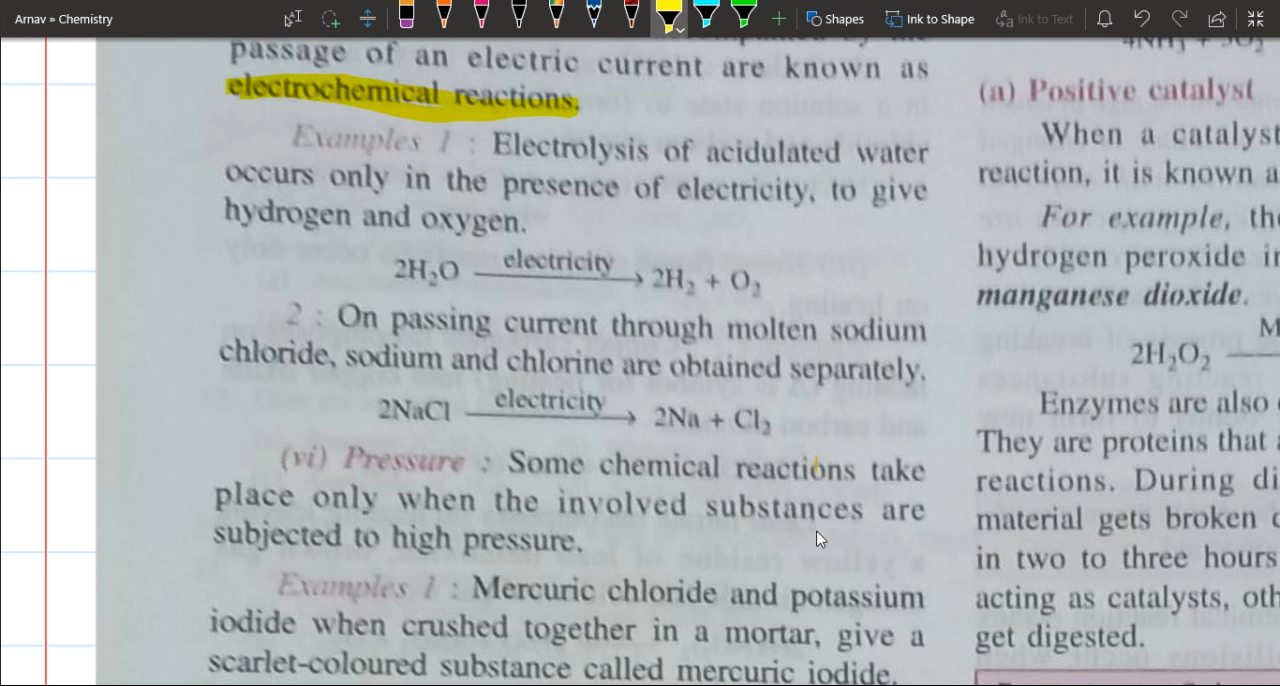 Arnav » Chemistry
Shapes
Ink to Shape
Ink to Text
passage of an electric current are known as
electrochemical reactions.
Examples 1 : Electrolysis of acidulated water
occurs only in the presence of electricity, to give
hydrogen and oxygen.
2H₂O electricity → 2H₂ + O₂
2 : On passing current through molten sodium
chloride, sodium and chlorine are obtained separately.
2NaCl electricity → 2Na + Cl₂
(vi) Pressure : Some chemical reactions take
place only when the involved substances are
subjected to high pressure.
Examples 1 : Mercuric chloride and potassium
iodide when crushed together in a mortar, give a
scarlet-coloured substance called mercuric iodide.
(a) Positive catalyst
When a catalyst
reaction, it is known a
For example, the
hydrogen peroxide in
manganese dioxide.
M
2H₂O₂
Enzymes are also
They are proteins that
reactions. During di
material gets broken
in two to three hours
acting as catalysts, oth
get digested.